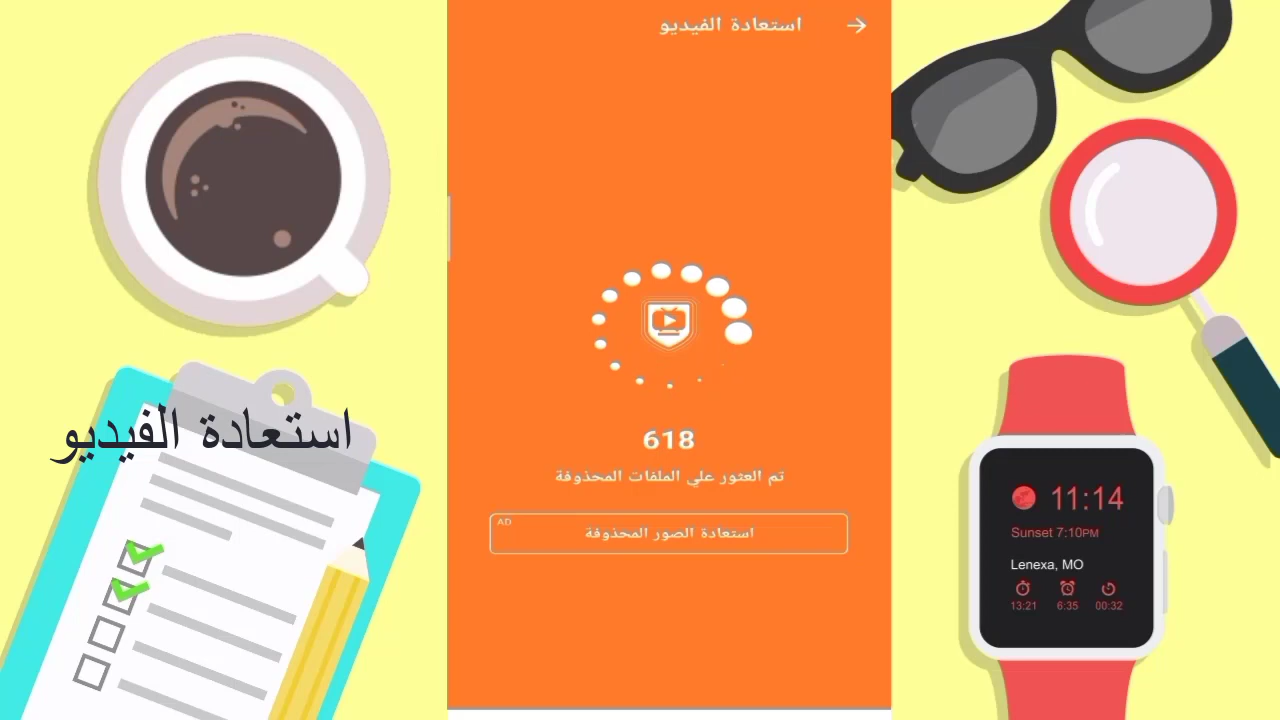 استعادة الفيديو
618
تم العثور علي الملفات المحذوفة
AD
استعادة الصور المحذوفة
استعادة الفيديو
11:14
Sunset 7:10PM
Lenexa, MO
13:21 6:35 00:32